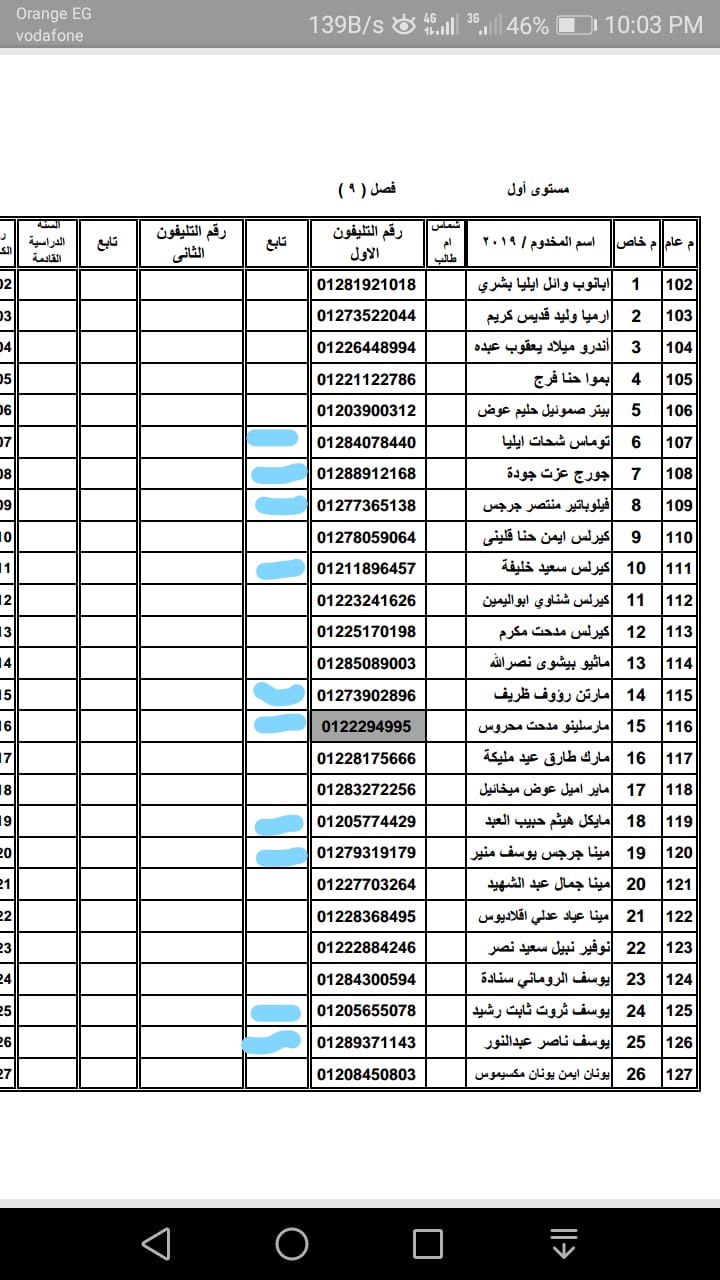 Orange EG
vodafone
139B/s 4G 3G 46% 10:03 PM
مستوى أول فصل ( ٩ )
م عام م خاص اسم المخدوم / ٢٠١٩ شماس ام طالب رقم التليفون الاول تابع رقم التليفون الثانى تابع السنة الدراسية القادمة
102 1 ابانوب وائل ايليا بشري 01281921018 02
103 2 ارميا وليد قديس كريم 01273522044 03
104 3 أندرو ميلاد يعقوب عبده 01226448994 04
105 4 بموا حنا فرج 01221122786 05
106 5 بيتر صموئيل حليم عوض 01203900312 06
107 6 توماس شحات ايليا 01284078440 07
108 7 جورج عزت جودة 01288912168 08
109 8 فيلوباتير منتصر جرجس 01277365138 09
110 9 كيرلس ايمن حنا قلينى 01278059064 10
111 10 كيرلس سعيد خليفة 01211896457 11
112 11 كيرلس شناوي ابواليمين 01223241626 12
113 12 كيرلس مدحت مكرم 01225170198 13
114 13 ماثيو بيشوى نصرالله 01285089003 14
115 14 مارتن رؤوف ظريف 01273902896 15
116 15 مارسلينو مدحت محروس 0122294995 16
117 16 مارك طارق عيد مليكة 01228175666 17
118 17 ماير اميل عوض ميخائيل 01283272256 18
119 18 مايكل هيثم حبيب العبد 01205774429 19
120 19 مينا جرجس يوسف منير 01279319179 20
121 20 مينا جمال عبد الشهيد 01227703264 21
122 21 مينا عياد عدلي اقلاديوس 01228368495 22
123 22 نوفير نبيل سعيد نصر 01222884246 23
124 23 يوسف الروماني سنادة 01284300594 24
125 24 يوسف ثروت ثابت رشيد 01205655078 25
126 25 يوسف ناصر عبدالنور 01289371143 26
127 26 يونان ايمن يونان مكسيموس 01208450803 27